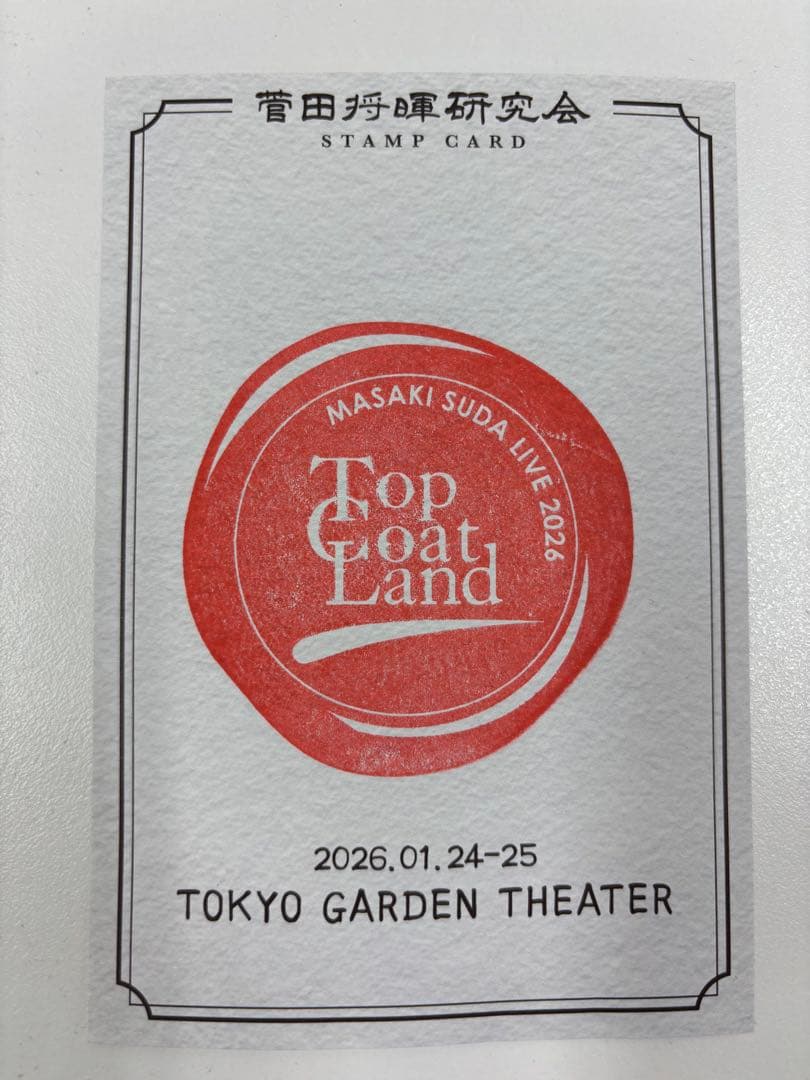 菅田将暉研究会
STAMP CARD
MASAKI SUDA LIVE 2026
Top
Coat
Land
2026.01.24-25
TOKYO GARDEN THEATER